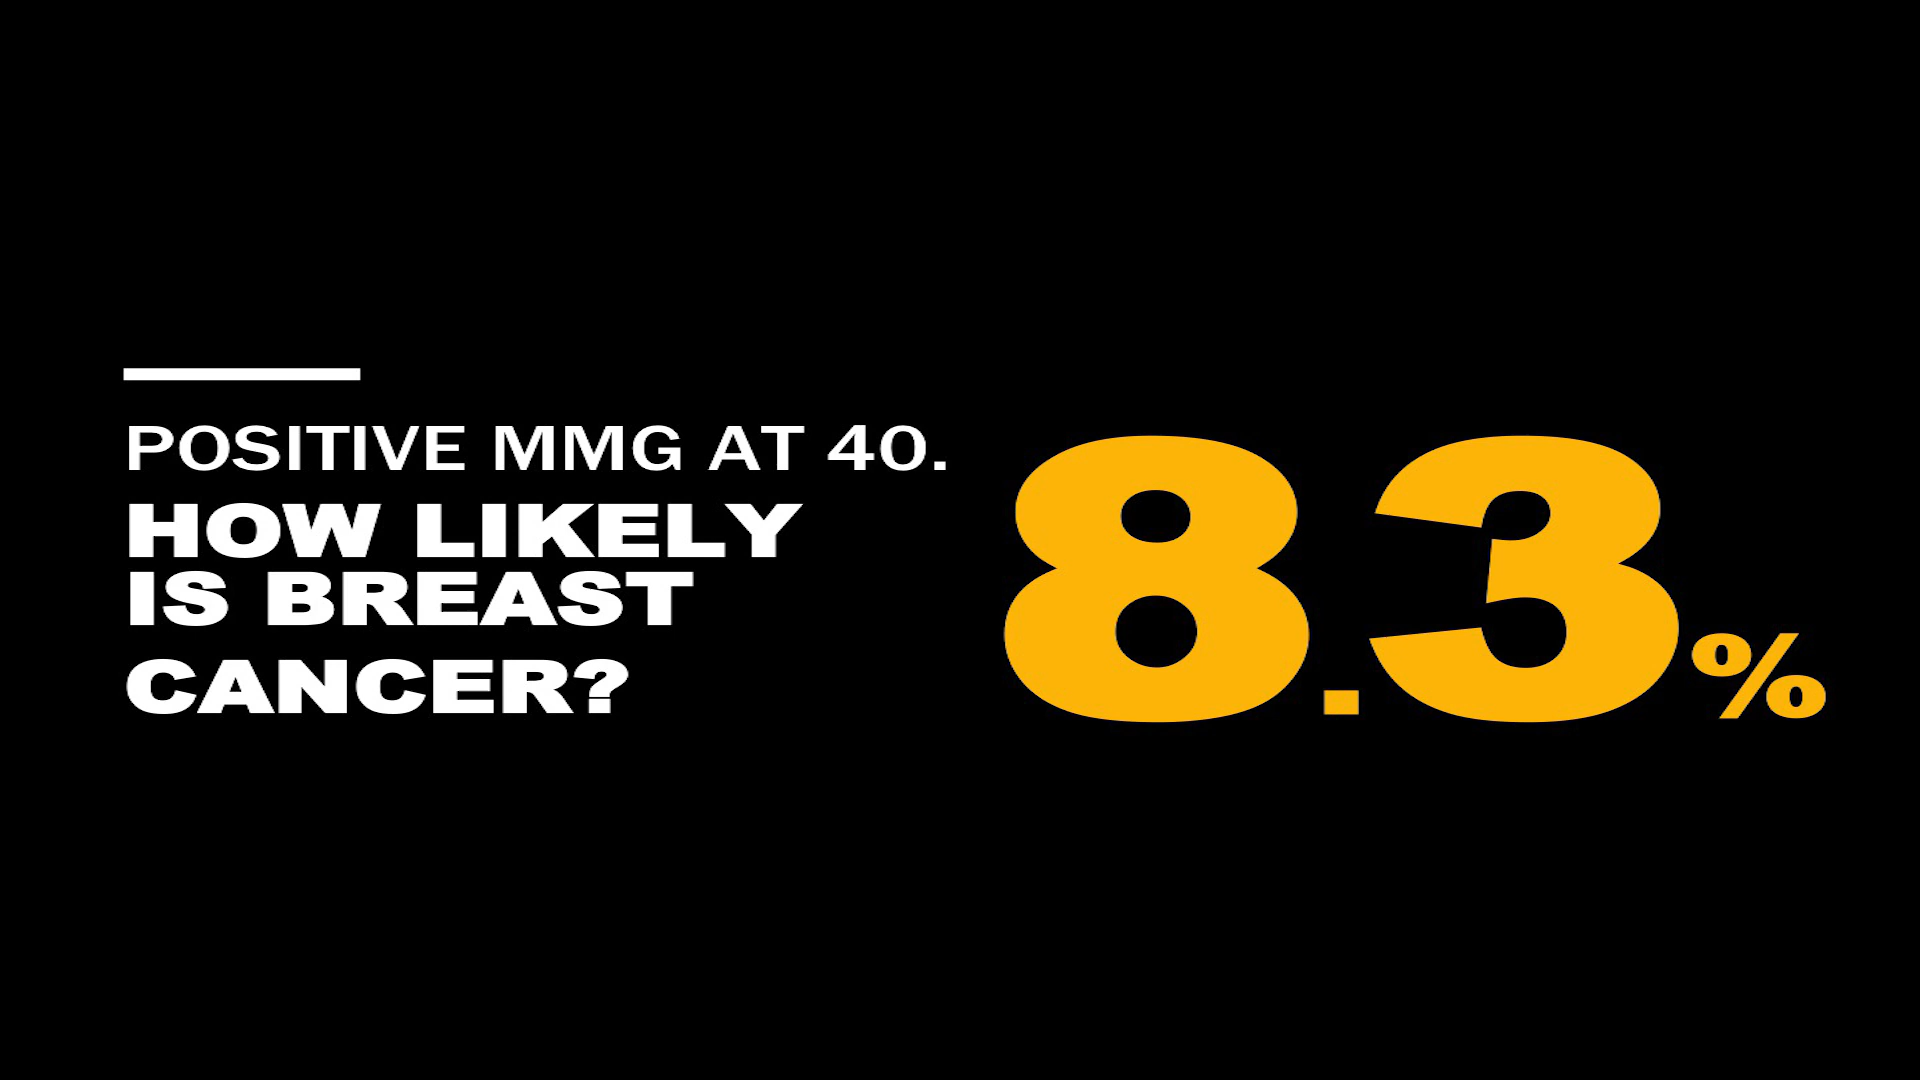 POSITIVE MMG AT 40.
HOW LIKELY
IS BREAST
CANCER?
8.3%